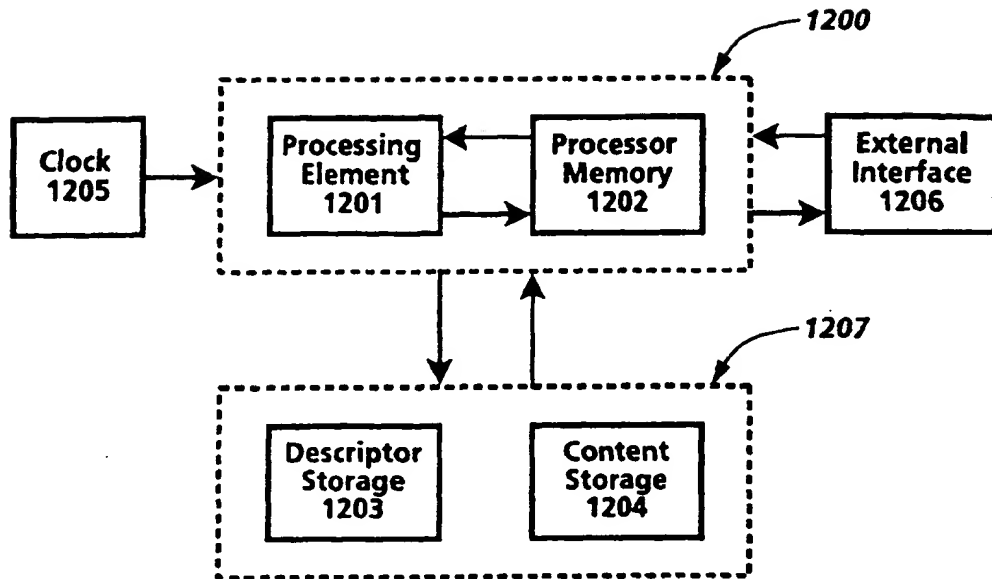 1200
Clock
1205
Processing
Element
1201
Processor
Memory
1202
External
Interface
1206
1207
Descriptor
Storage
1203
Content
Storage
1204